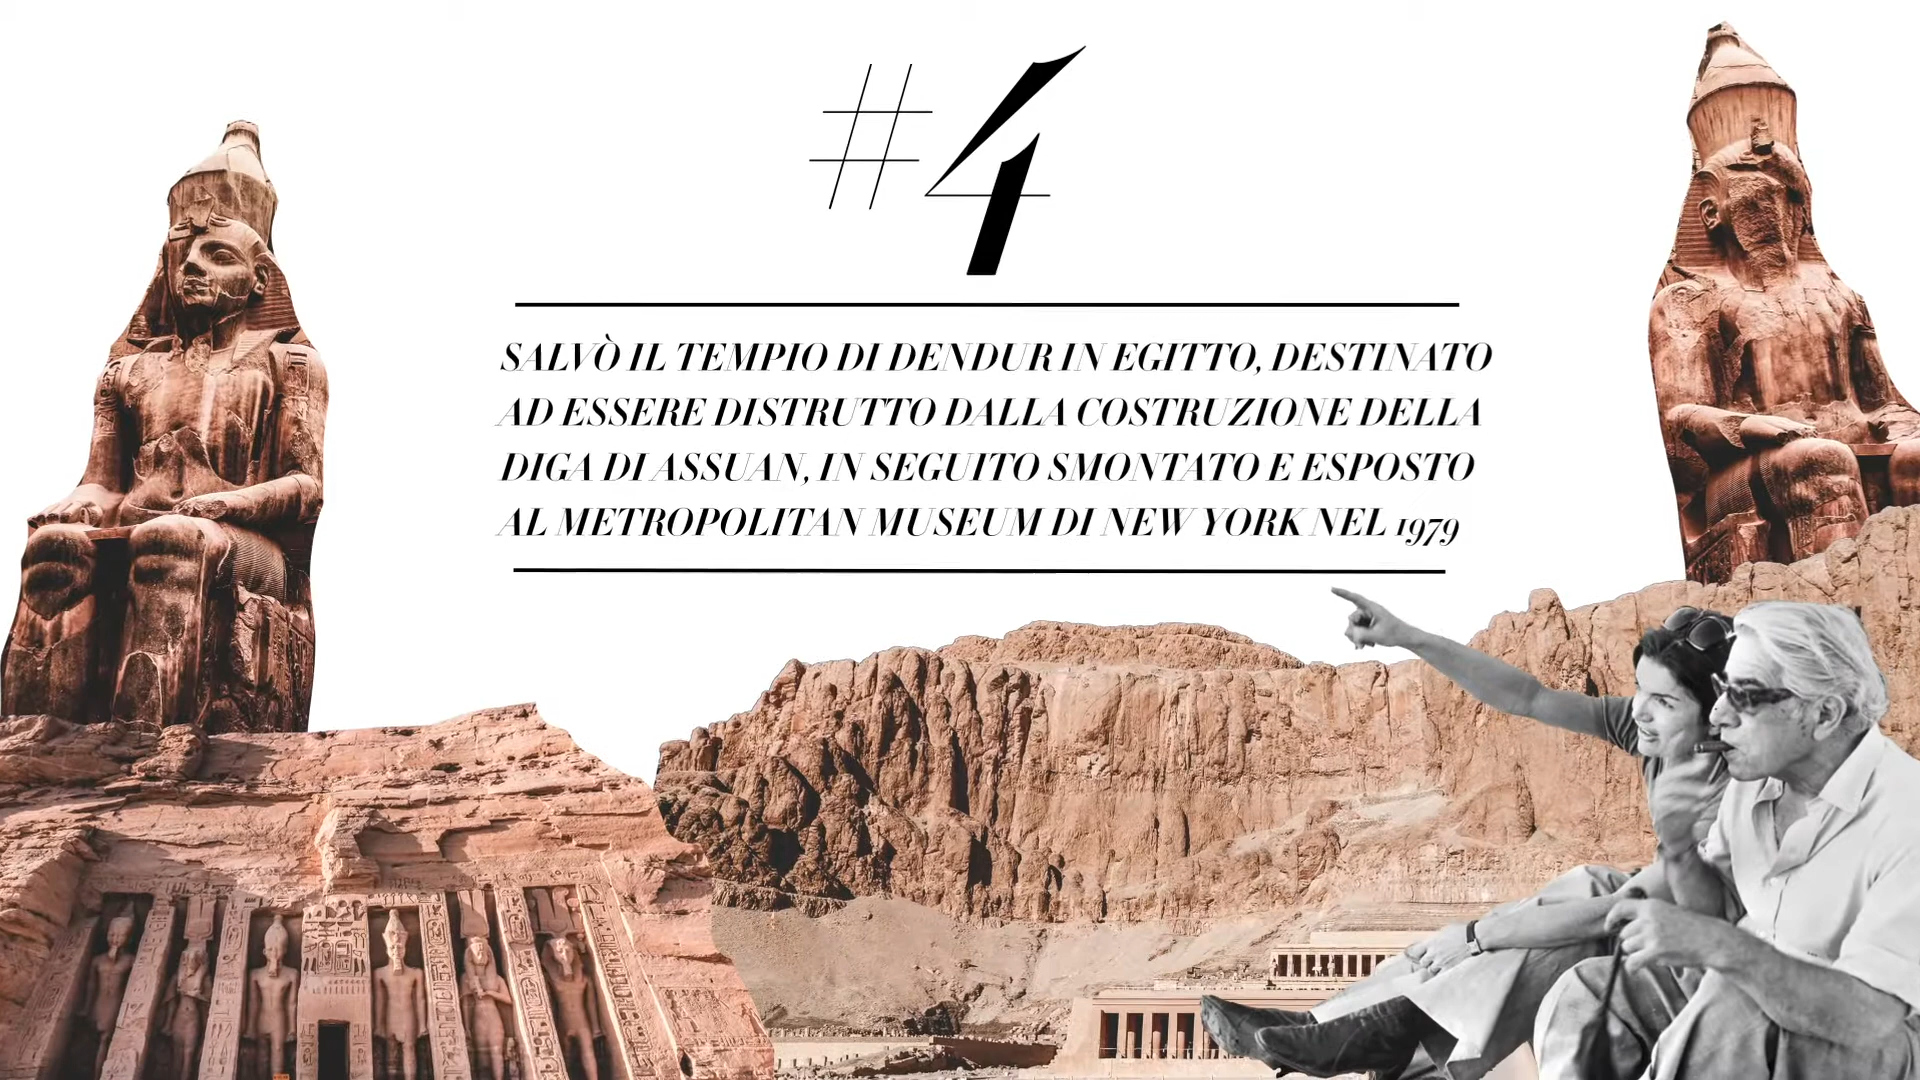 #4
SALVÒ IL TEMPIO DI DENDUR IN EGITTO, DESTINATO
AD ESSERE DISTRUTTO DALLA COSTRUZIONE DELLA
DIGA DI ASSUAN, IN SEGUITO SMONTATO E ESPOSTO
AL METROPOLITAN MUSEUM DI NEW YORK NEL 1979